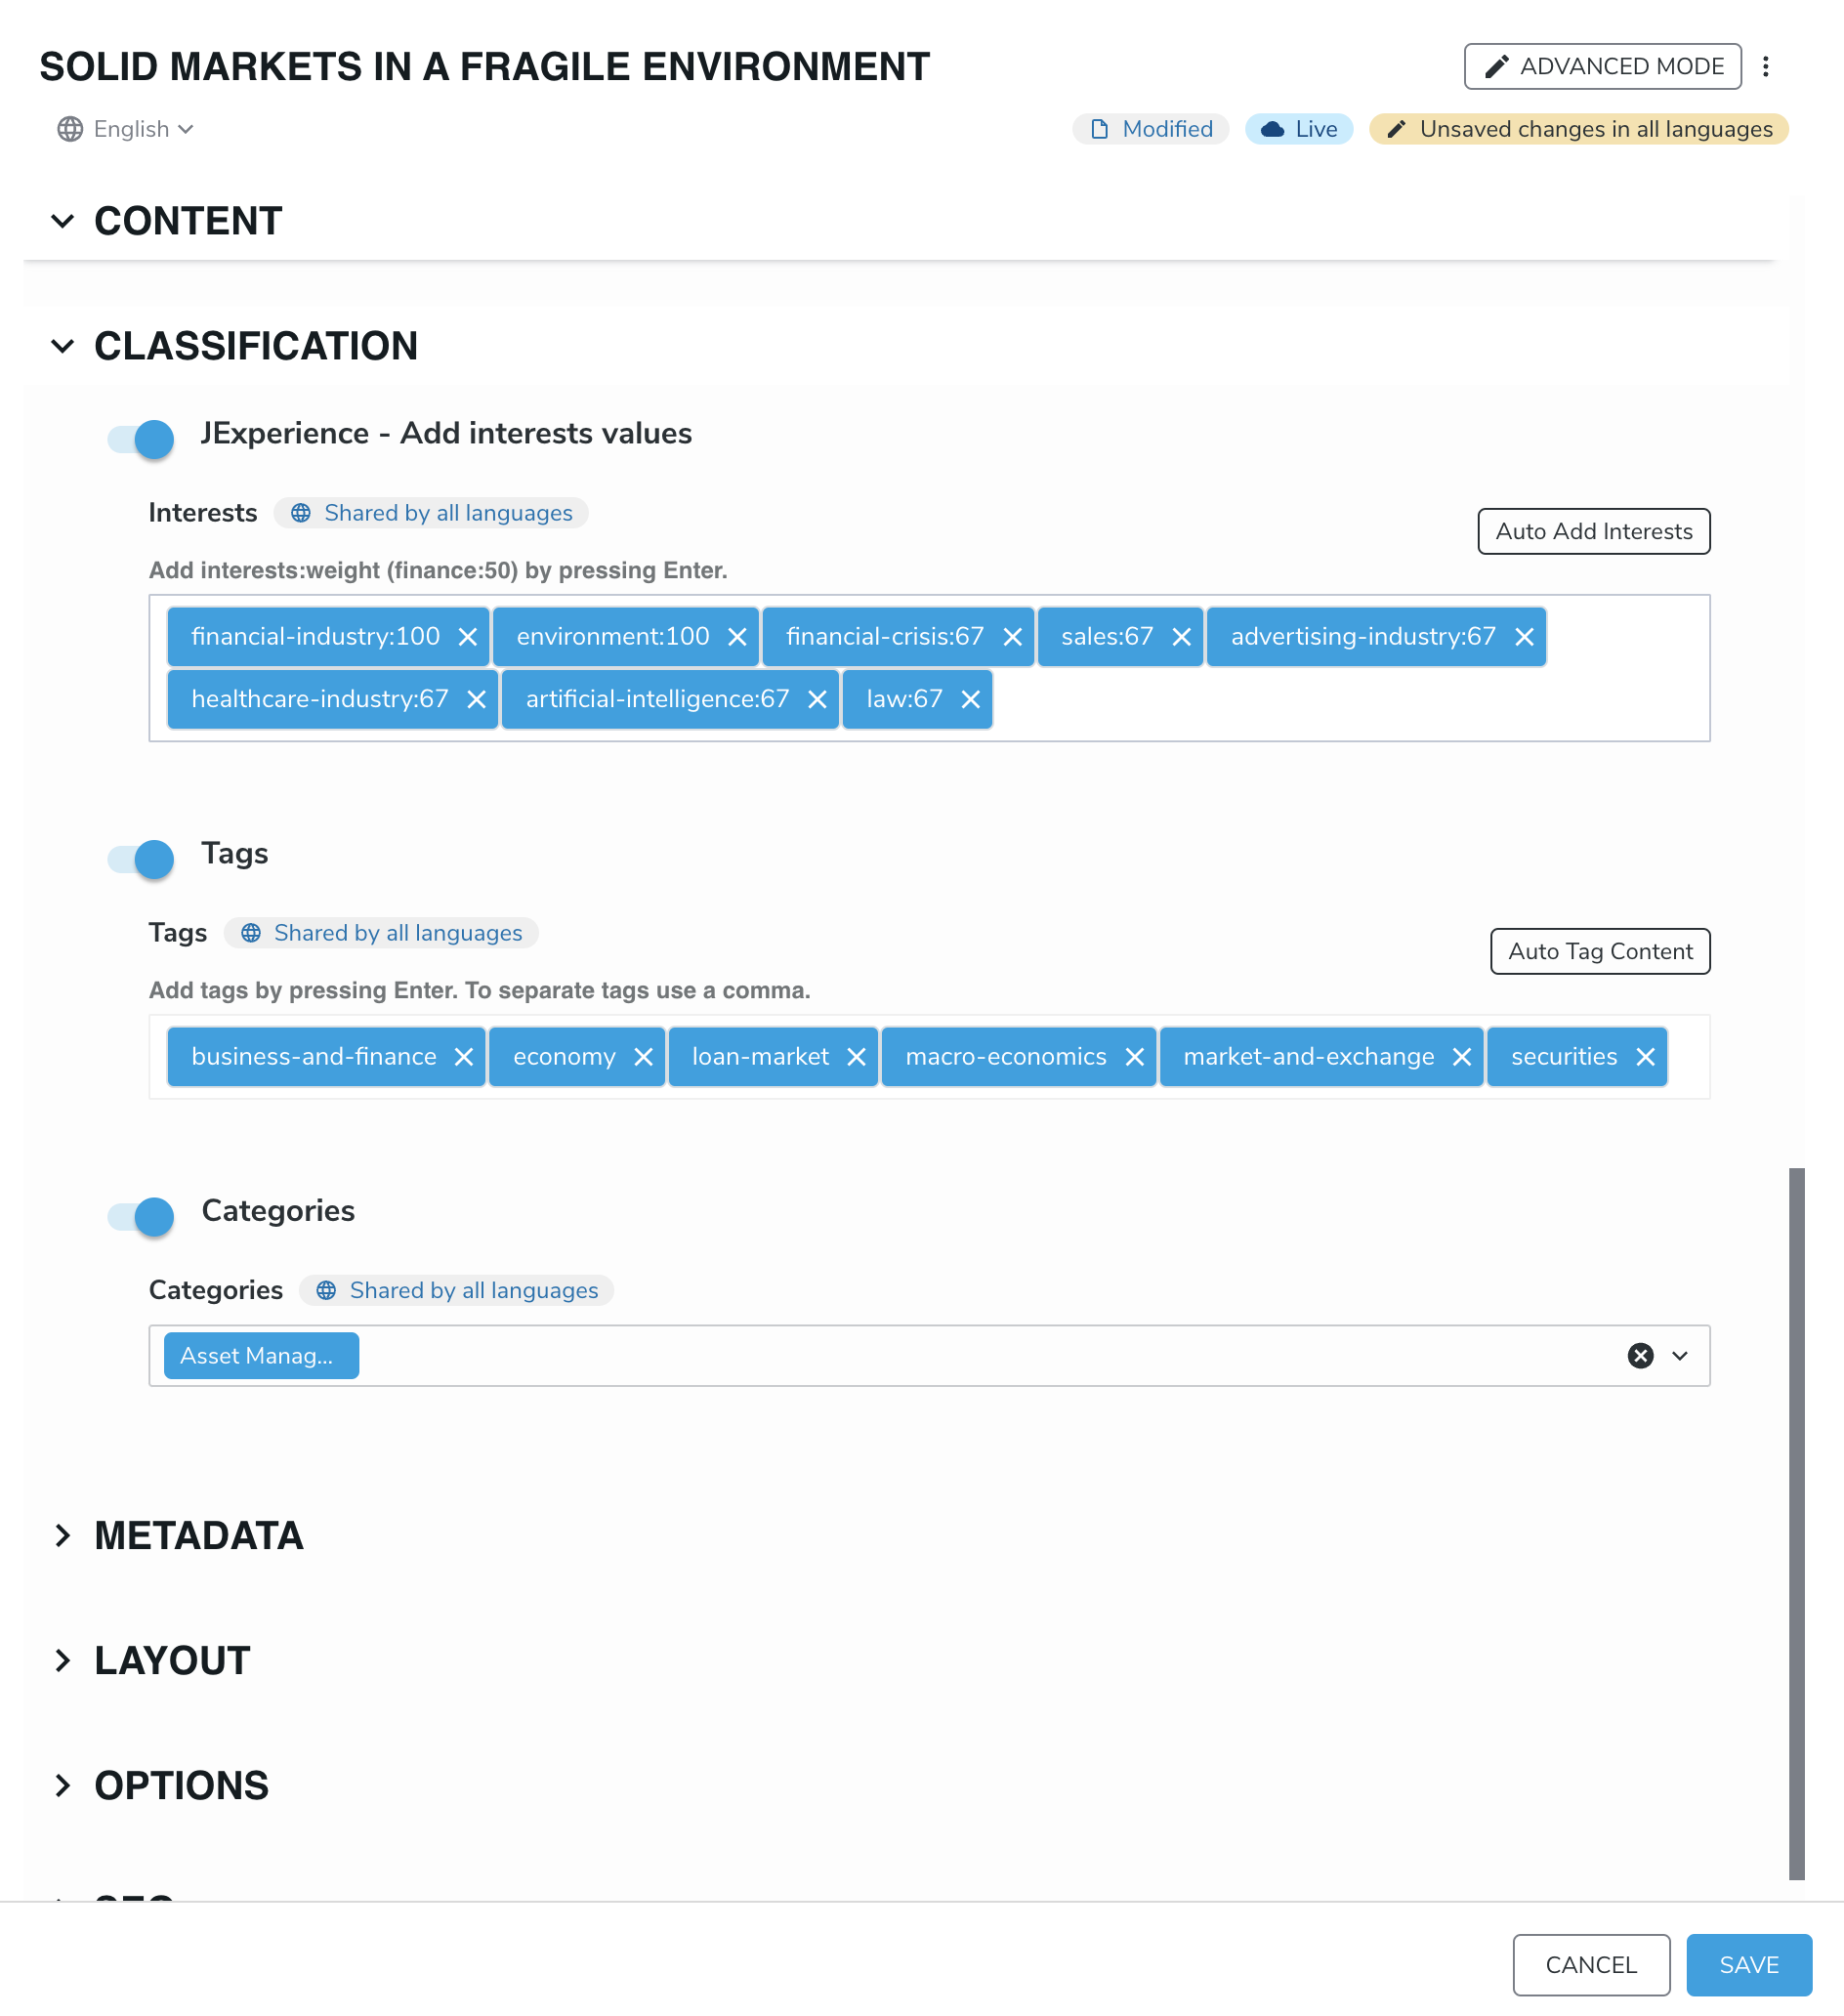 SOLID MARKETS IN A FRAGILE ENVIRONMENT
ADVANCED MODE
English
Modified
Live
Unsaved changes in all languages
CONTENT
CLASSIFICATION
JExperience - Add interests values
Interests
Shared by all languages
Auto Add Interests
Add interests:weight (finance:50) by pressing Enter.
financial-industry:100
environment:100
financial-crisis:67
sales:67
advertising-industry:67
healthcare-industry:67
artificial-intelligence:67
law:67
Tags
Tags
Shared by all languages
Auto Tag Content
Add tags by pressing Enter. To separate tags use a comma.
business-and-finance
economy
loan-market
macro-economics
market-and-exchange
securities
Categories
Categories
Shared by all languages
Asset Manag...
METADATA
LAYOUT
OPTIONS
CANCEL
SAVE